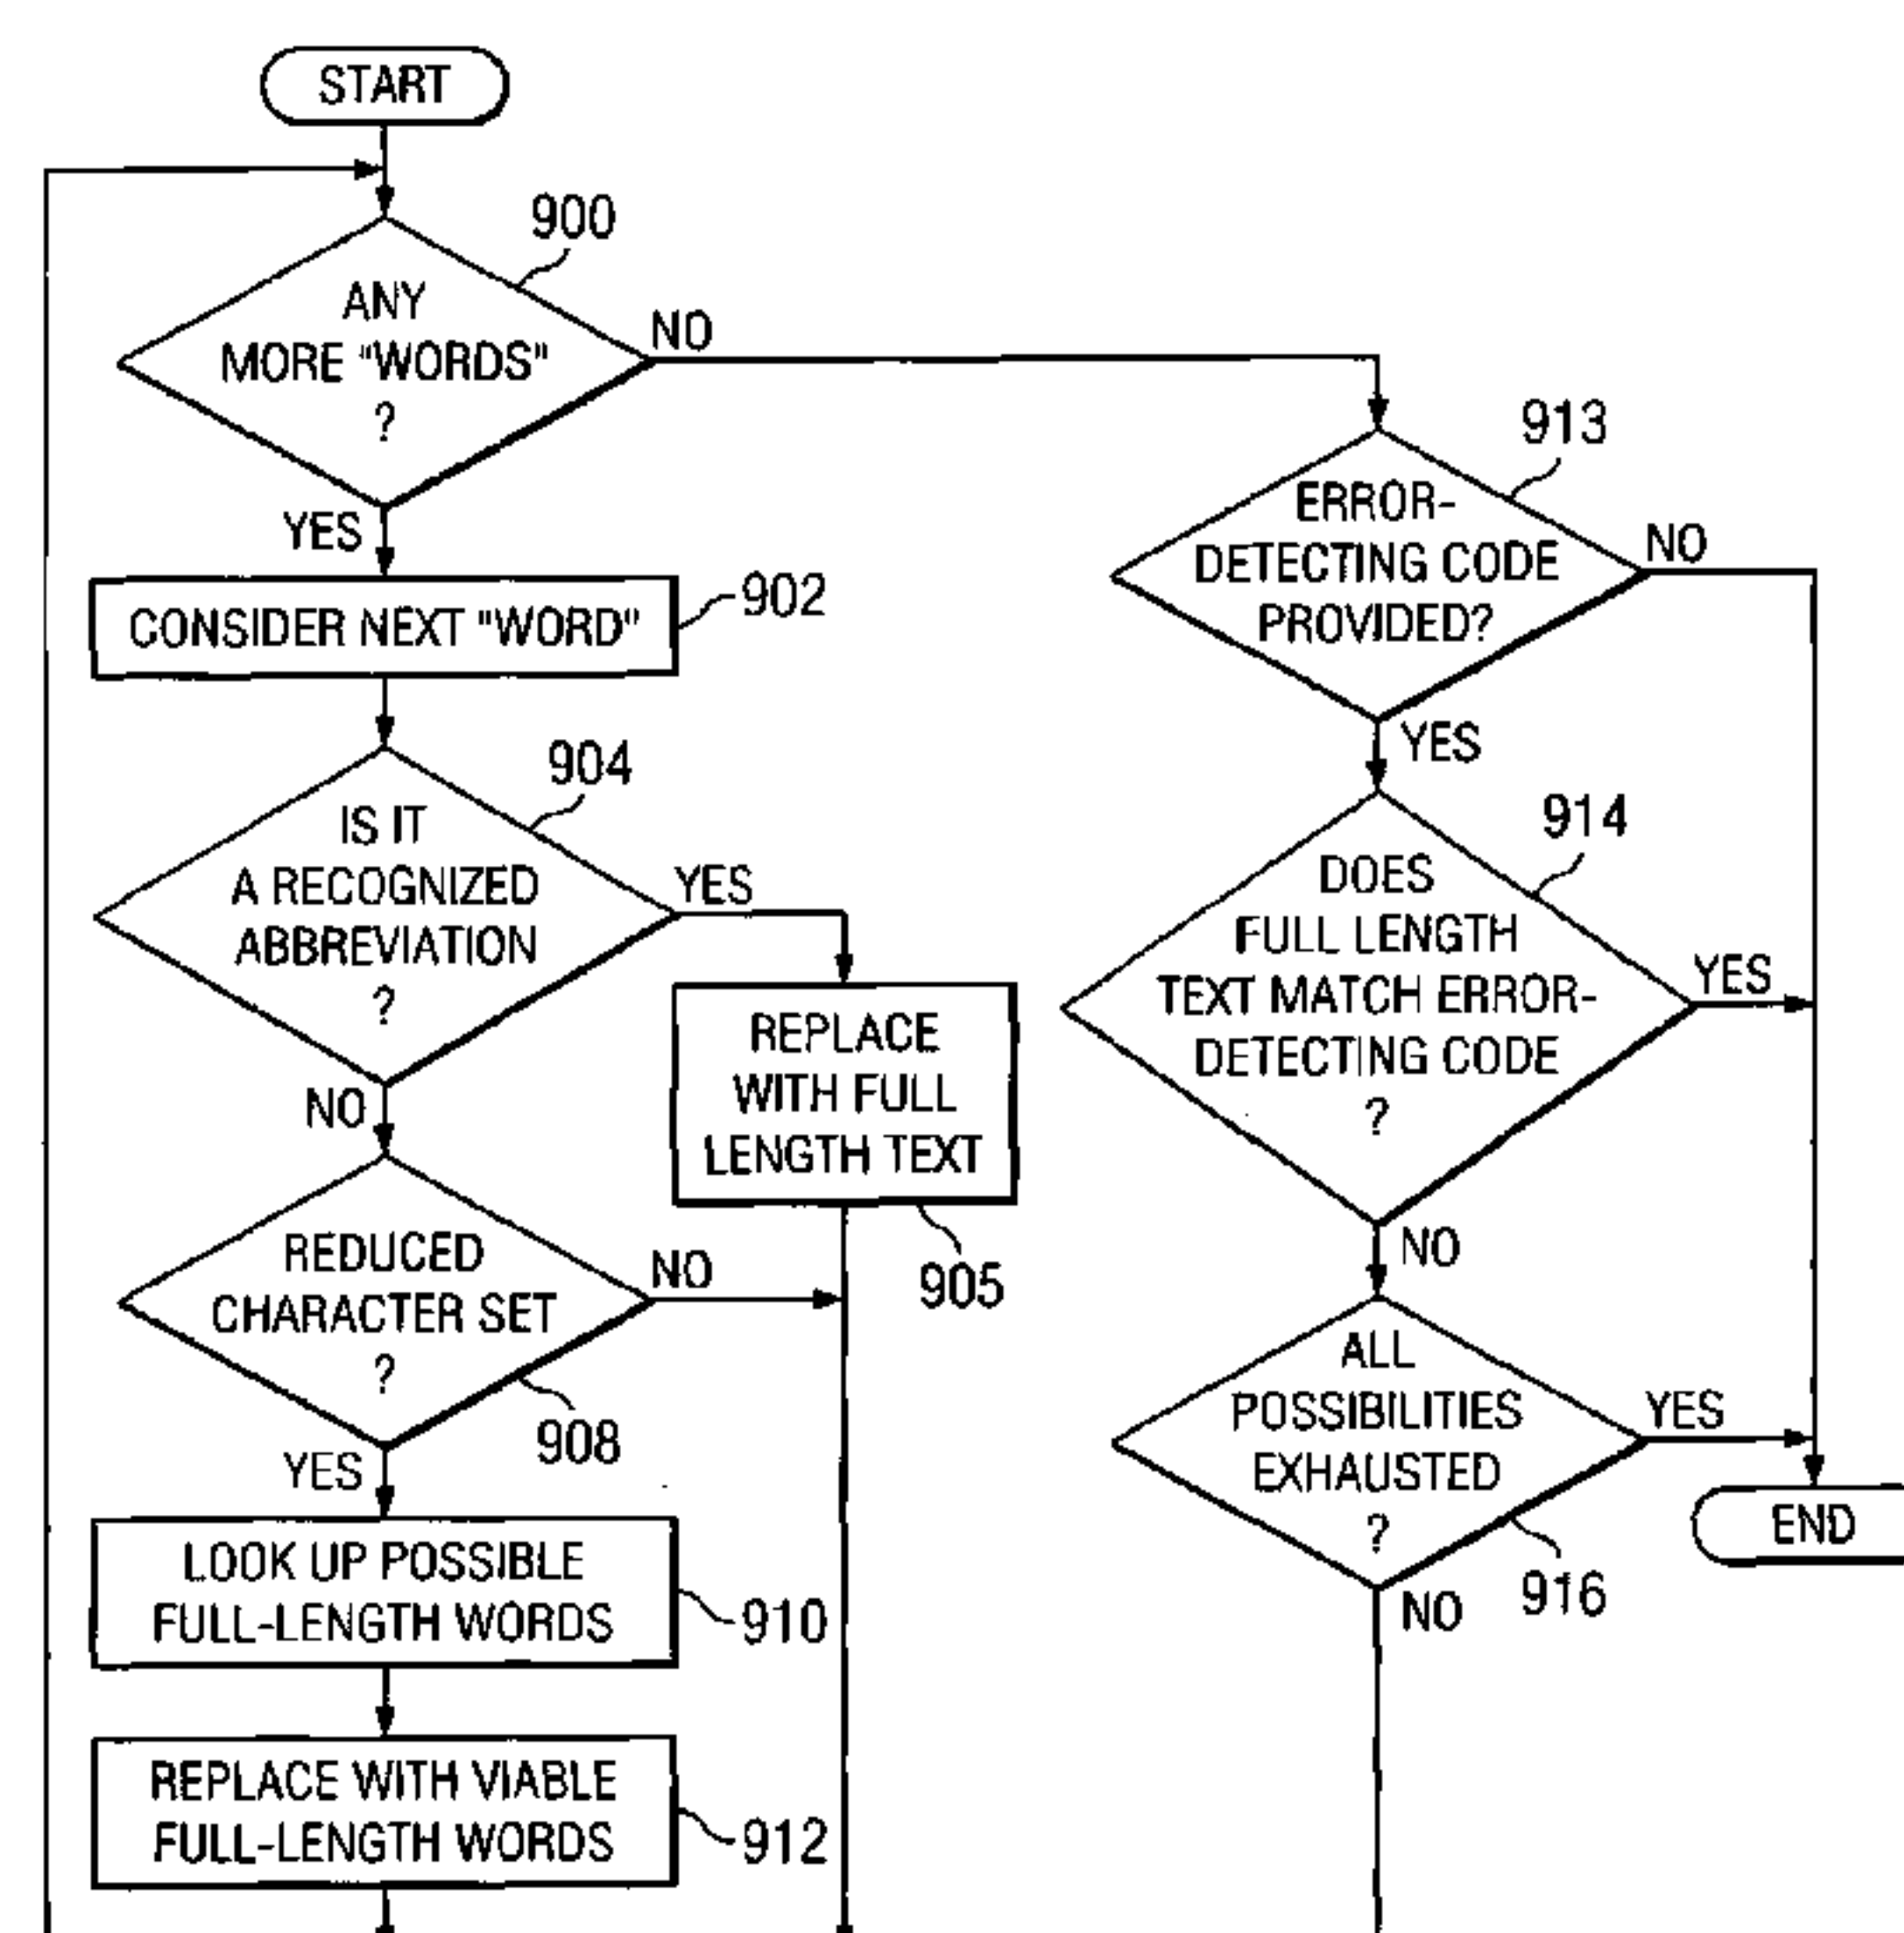 START
900
ANY
MORE "WORDS"
?
NO
YES
CONSIDER NEXT "WORD"
902
904
IS IT
A RECOGNIZED
ABBREVIATION
?
YES
NO
REPLACE
WITH FULL
LENGTH TEXT
905
REDUCED
CHARACTER SET
?
NO
908
YES
LOOK UP POSSIBLE
FULL-LENGTH WORDS
910
REPLACE WITH VIABLE
FULL-LENGTH WORDS
912
913
ERROR-
DETECTING CODE
PROVIDED?
NO
YES
914
DOES
FULL LENGTH
TEXT MATCH ERROR-
DETECTING CODE
?
YES
NO
ALL
POSSIBILITIES
EXHAUSTED
?
YES
916
NO
END